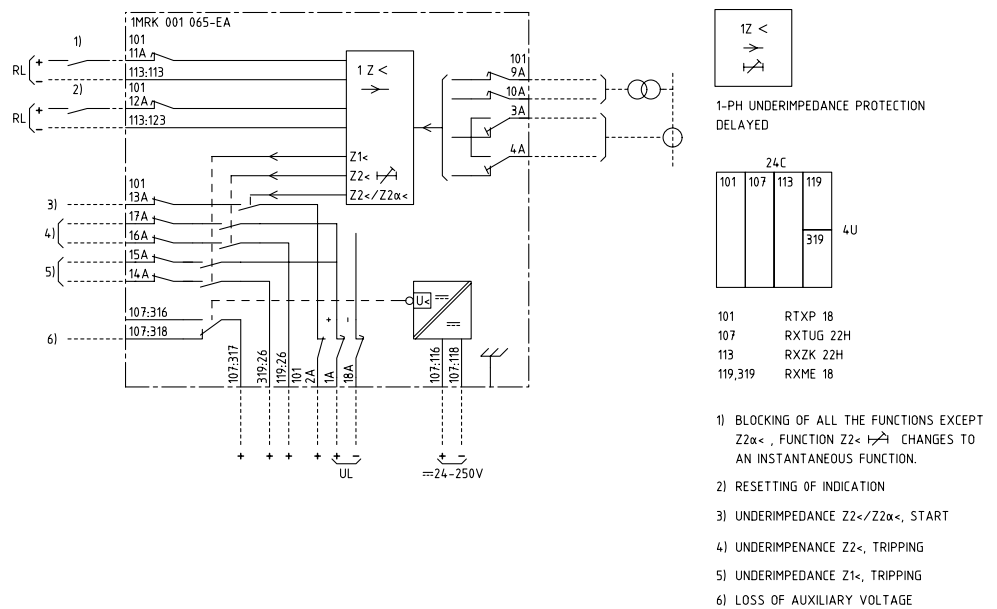 1MRK 001 065-EA
1)
101
11A
RL
+
−
113:113
2)
101
12A
RL
+
−
113:123
1 Z <
101
9A
10A
3A
4A
Z1<
Z2<
Z2</Z2α<
101
3)
13A
4)
17A
16A
5)
15A
14A
6)
107:316
107:318
U<
+ -
107:317
319:26
119:26
101
2A
1A
18A
107:116
107:118
+ + + + + −
UL
+ −
24-250V
1Z <
1-PH UNDERIMPEDANCE PROTECTION
DELAYED
24C
101 107 113 119
319
4U
101 RTXP 18
107 RXTUG 22H
113 RXZK 22H
119,319 RXME 18
1) BLOCKING OF ALL THE FUNCTIONS EXCEPT
Z2α< , FUNCTION Z2< CHANGES TO
AN INSTANTANEOUS FUNCTION.
2) RESETTING OF INDICATION
3) UNDERIMPEDANCE Z2</Z2α<, START
4) UNDERIMPENANCE Z2<, TRIPPING
5) UNDERIMPEDANCE Z1<, TRIPPING
6) LOSS OF AUXILIARY VOLTAGE